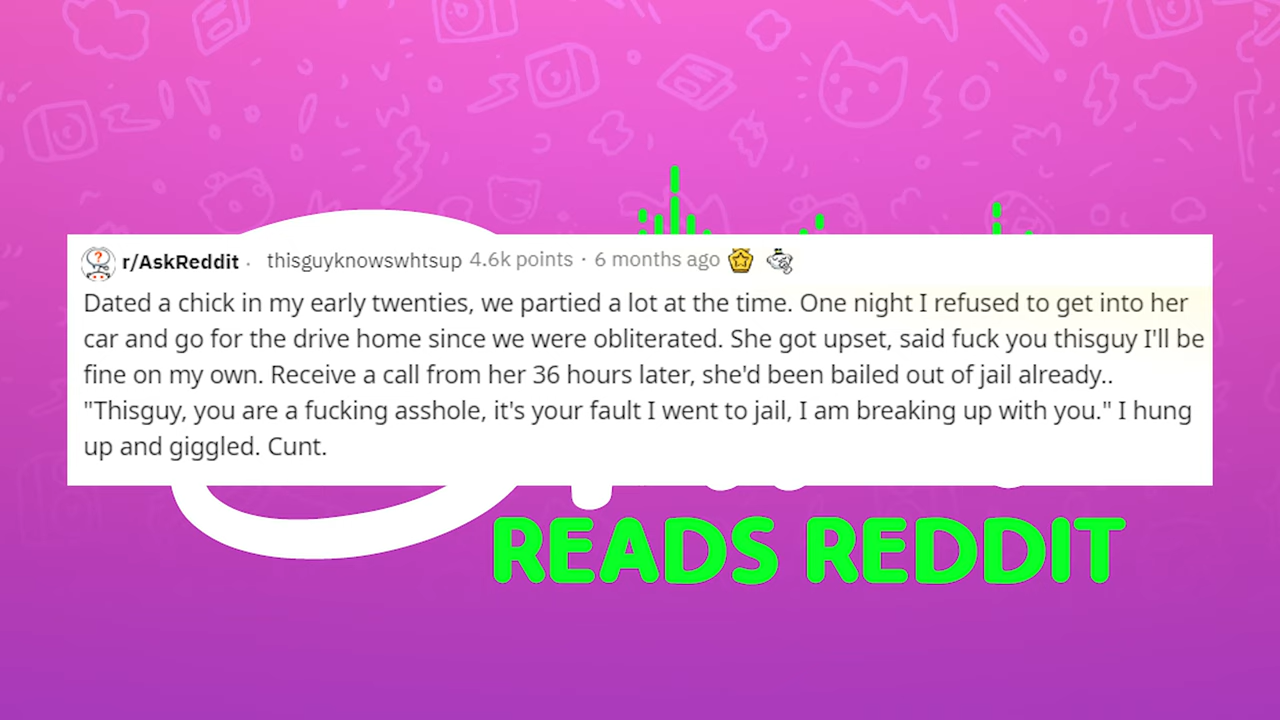 r/AskReddit · thisguyknowswhtsup 4.6k points · 6 months ago
Dated a chick in my early twenties, we partied a lot at the time. One night I refused to get into her
car and go for the drive home since we were obliterated. She got upset, said fuck you thisguy I'll be
fine on my own. Receive a call from her 36 hours later, she'd been bailed out of jail already..
"Thisguy, you are a fucking asshole, it's your fault I went to jail, I am breaking up with you." I hung
up and giggled. Cunt.
READS REDDIT